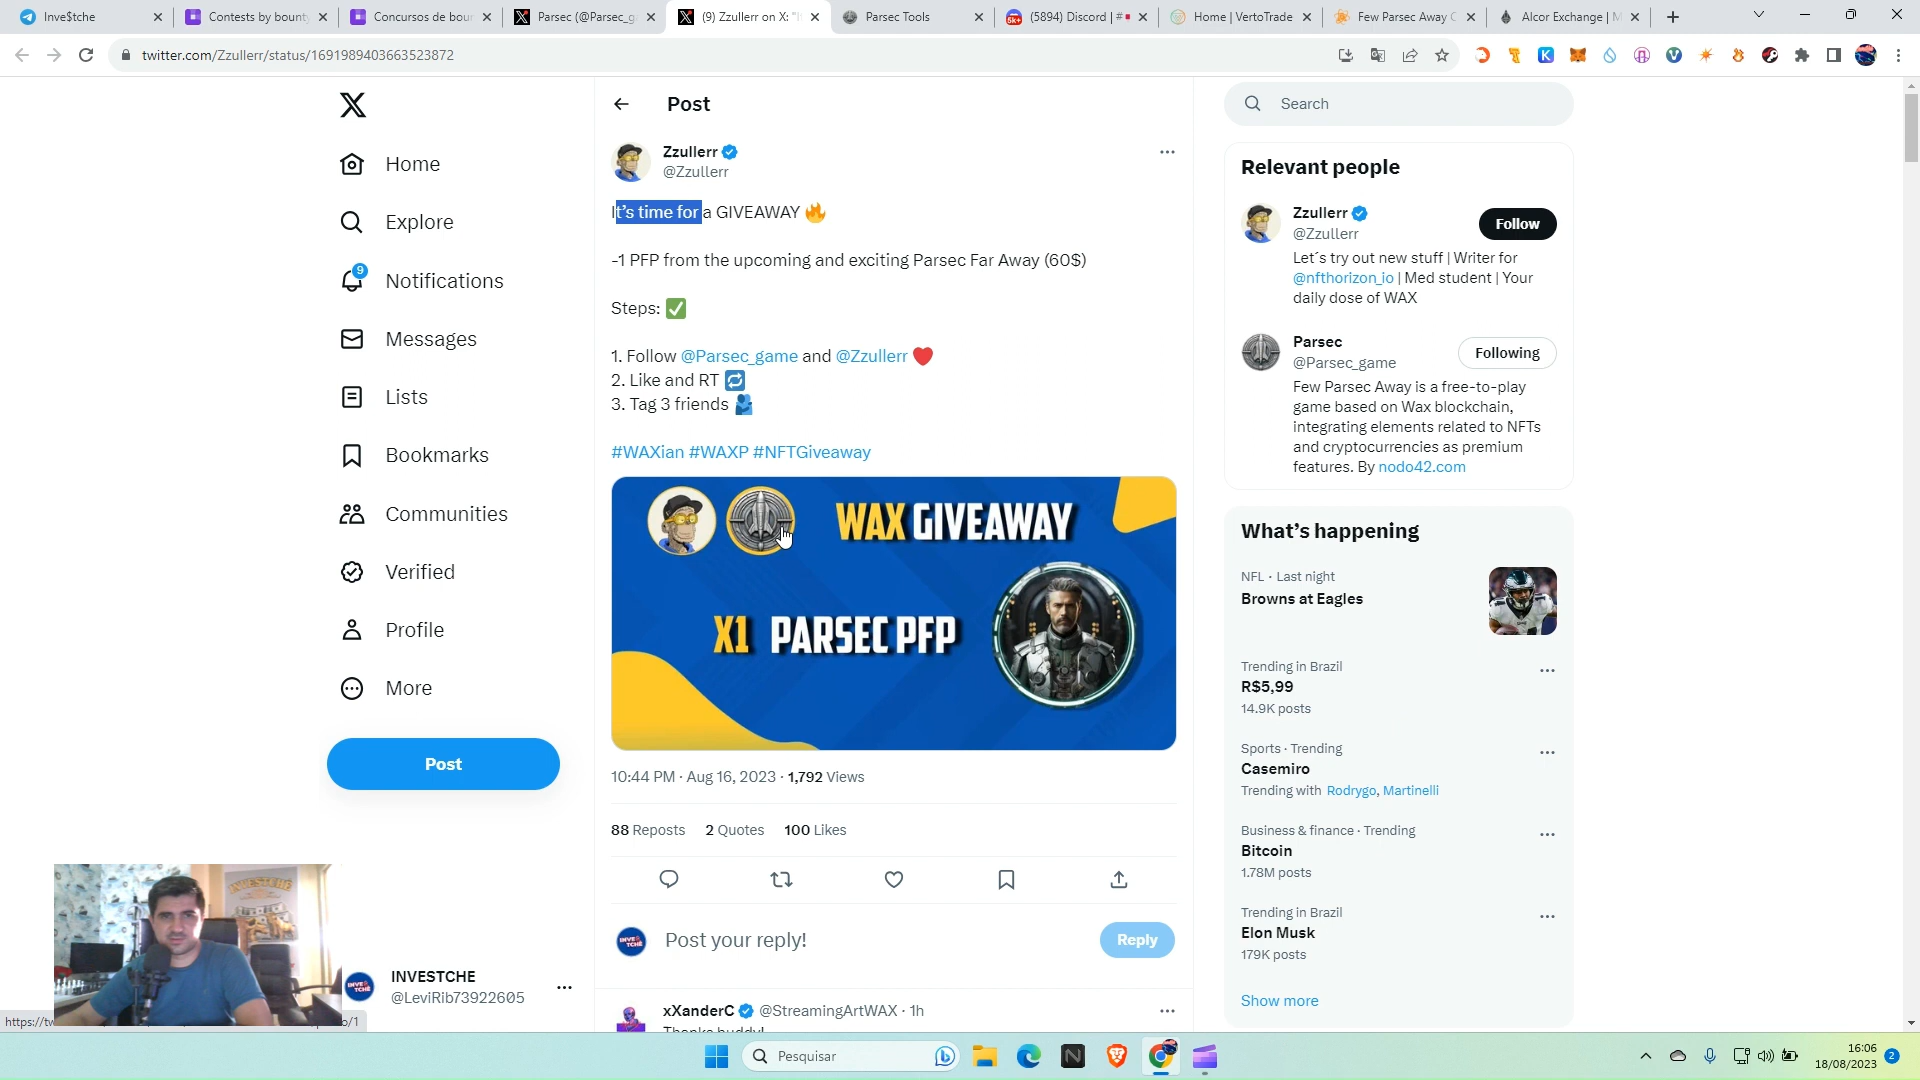 Inve$tche
Contests by bount
Concursos de bour
Parsec (@Parsec_g
(9) Zzullerr on X: "I
Parsec Tools
(5894) Discord | #
Home | VertoTrade
Few Parsec Away C
Alcor Exchange | M
twitter.com/Zzullerr/status/1691989403663523872
Home
Explore
9
Notifications
Messages
Lists
Bookmarks
Communities
Verified
Profile
More
Post
INVESTCHE
@LeviRib73922605
Post
Zzullerr
@Zzullerr
It's time for a GIVEAWAY 🔥
-1 PFP from the upcoming and exciting Parsec Far Away (60$)
Steps: ✅
1. Follow @Parsec_game and @Zzullerr ❤️
2. Like and RT 🔁
3. Tag 3 friends 🫂
#WAXian #WAXP #NFTGiveaway
WAX GIVEAWAY
X1 PARSEC PFP
10:44 PM · Aug 16, 2023 · 1,792 Views
88 Reposts 2 Quotes 100 Likes
Post your reply!
Reply
xXanderC @StreamingArtWAX · 1h
Thanks buddy!
Search
Relevant people
Zzullerr
@Zzullerr
Follow
Let´s try out new stuff | Writer for
@nfthorizon_io | Med student | Your
daily dose of WAX
Parsec
@Parsec_game
Following
Few Parsec Away is a free-to-play
game based on Wax blockchain,
integrating elements related to NFTs
and cryptocurrencies as premium
features. By nodo42.com
What's happening
NFL · Last night
Browns at Eagles
Trending in Brazil
R$5,99
14.9K posts
Sports · Trending
Casemiro
Trending with Rodrygo, Martinelli
Business & finance · Trending
Bitcoin
1.78M posts
Trending in Brazil
Elon Musk
179K posts
Show more
INVESTCHÊ
https://tw
o/1
Pesquisar
16:06
18/08/2023
2